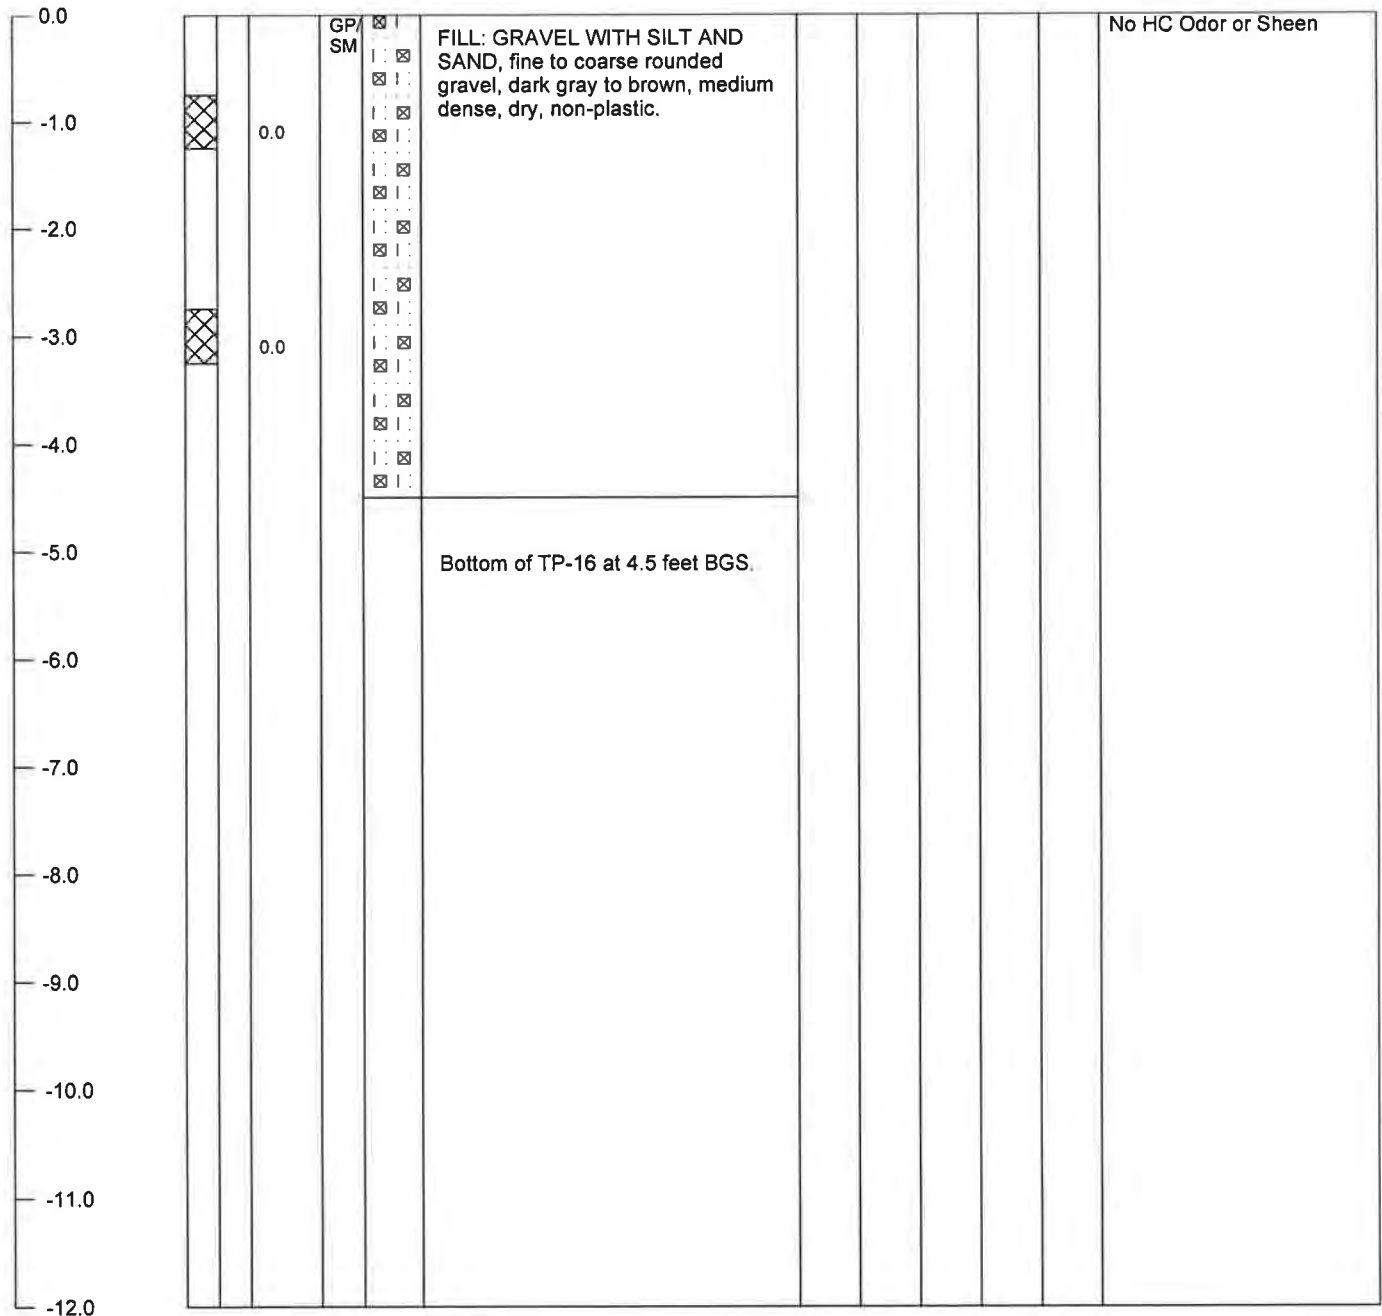 0.0
GP/
SM
FILL: GRAVEL WITH SILT AND
SAND, fine to coarse rounded
gravel, dark gray to brown, medium
dense, dry, non-plastic.
No HC Odor or Sheen
-1.0
0.0
-2.0
-3.0
0.0
-4.0
-5.0
Bottom of TP-16 at 4.5 feet BGS.
-6.0
-7.0
-8.0
-9.0
-10.0
-11.0
-12.0